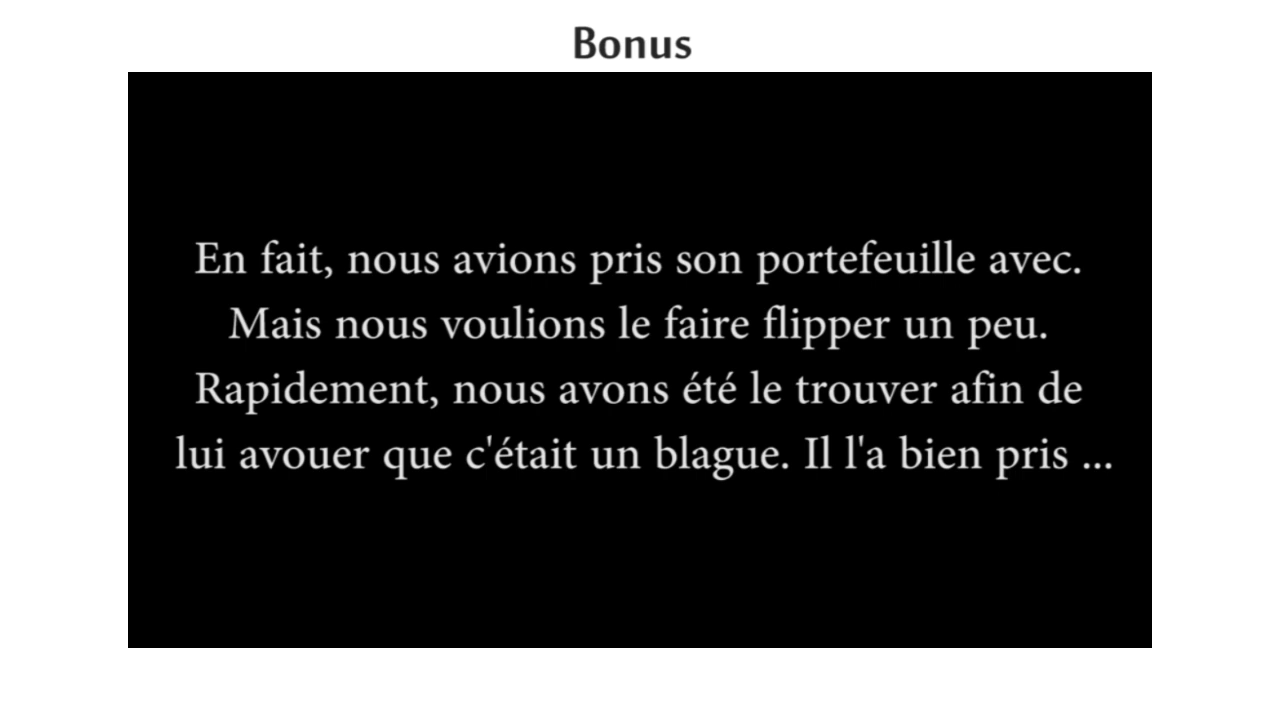 Bonus
En fait, nous avions pris son portefeuille avec.
Mais nous voulions le faire flipper un peu.
Rapidement, nous avons été le trouver afin de
lui avouer que c'était un blague. Il l'a bien pris ...